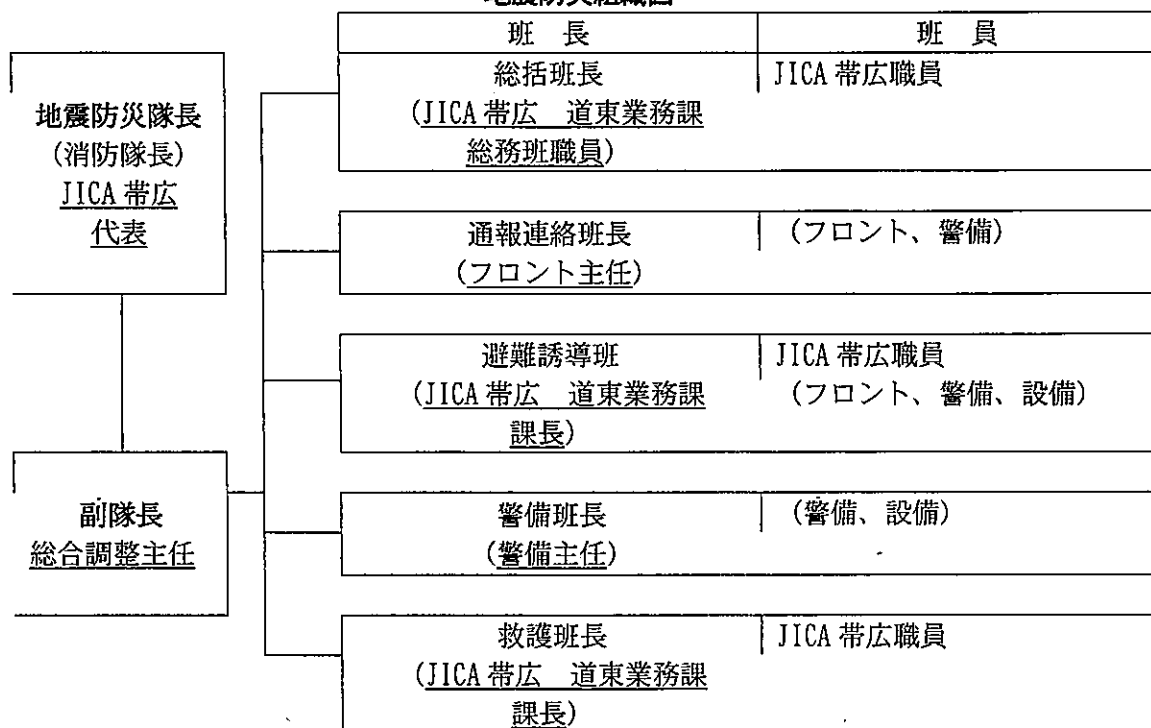 地震防災組織図
班　長　班　員
地震防災隊長
(消防隊長)
JICA 帯広
代表
副隊長
総合調整主任
総括班長　JICA 帯広職員
(JICA 帯広　道東業務課
総務班職員)
通報連絡班長　(フロント、警備)
(フロント主任)
避難誘導班　JICA 帯広職員
(JICA 帯広　道東業務課　(フロント、警備、設備)
課長)
警備班長　(警備、設備)
(警備主任)
救護班長　JICA 帯広職員
(JICA 帯広　道東業務課
課長)